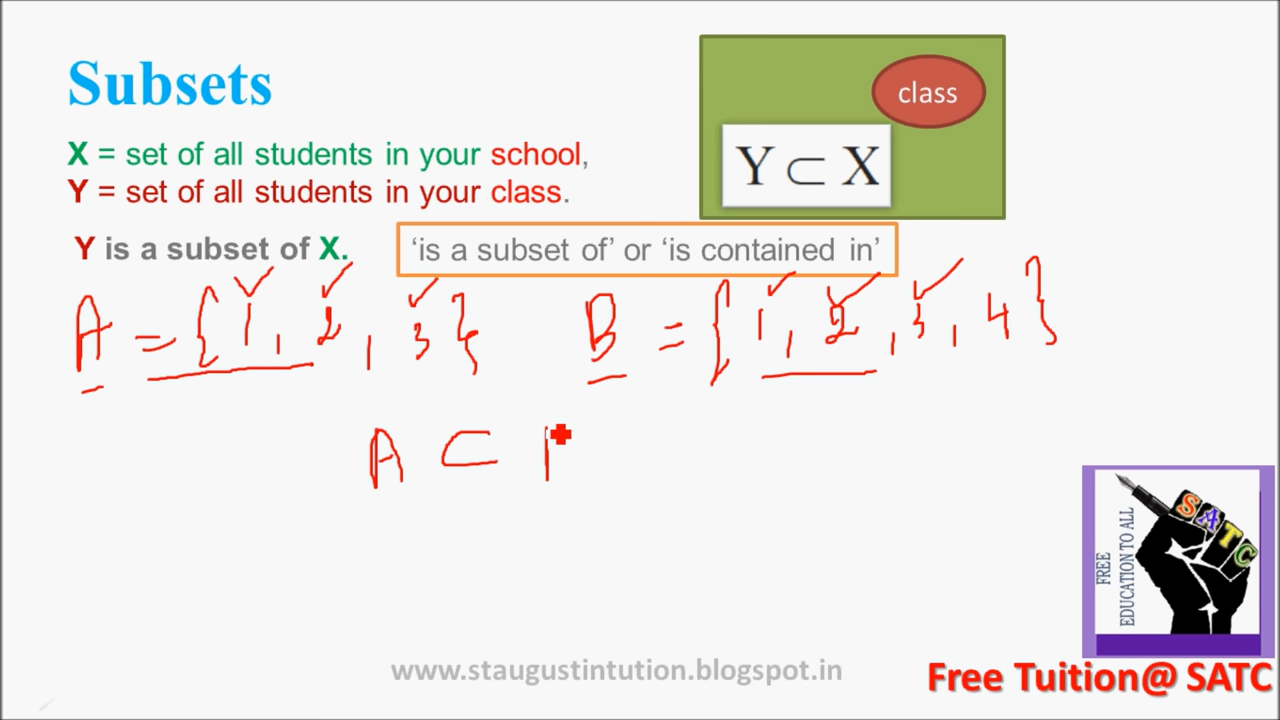 Subsets
class
X = set of all students in your school,
Y ⊂ X
Y = set of all students in your class.
Y is a subset of X.
‘is a subset of’ or ‘is contained in’
A = {1, 2, 3} B = {1, 2, 3, 4}
A ⊂
SATC
FREE
EDUCATION TO ALL
www.staugustintution.blogspot.in
Free Tuition@ SATC